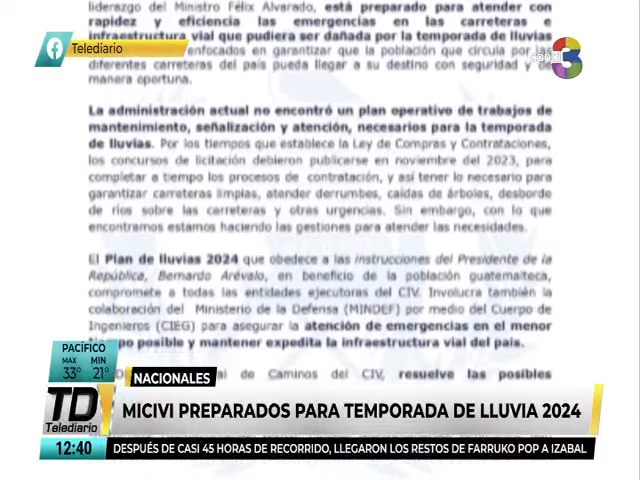 liderazgo del Ministro Félix Alvarado, está preparado para atender con
rapidez y eficiencia las emergencias en las carreteras e
infraestructura vial que pudiera ser dañada por la temporada de lluvias
enfocados en garantizar que la población que circula por las
diferentes carreteras del país pueda llegar a su destino con seguridad y de
manera oportuna.
Telediario
canal 3
La administración actual no encontró un plan operativo de trabajos de
mantenimiento, señalización y atención, necesarios para la temporada
de lluvias. Por los tiempos que establece la Ley de Compras y Contrataciones,
los concursos de licitación debieron publicarse en noviembre del 2023, para
completar a tiempo los procesos de contratación, y así tener lo necesario para
garantizar carreteras limpias, atender derrumbes, caídas de árboles, desborde
de ríos sobre las carreteras y otras urgencias. Sin embargo, con lo que
encontramos estamos haciendo las gestiones para atender las necesidades.
El Plan de lluvias 2024 que obedece a las instrucciones del Presidente de la
República, Bernardo Arévalo, en beneficio de la población guatemalteca,
compromete a todas las entidades ejecutoras del CIV. Involucra también la
colaboración del Ministerio de la Defensa (MINDEF) por medio del Cuerpo de
Ingenieros (CIEG) para asegurar la atención de emergencias en el menor
po posible y mantener expedita la infraestructura vial del país.
al de Caminos del CIV, resuelve las posibles
PACÍFICO
MAX MIN
33° 21°
NACIONALES
TD
Telediario
MICIVI PREPARADOS PARA TEMPORADA DE LLUVIA 2024
12:40
DESPUÉS DE CASI 45 HORAS DE RECORRIDO, LLEGARON LOS RESTOS DE FARRUKO POP A IZABAL